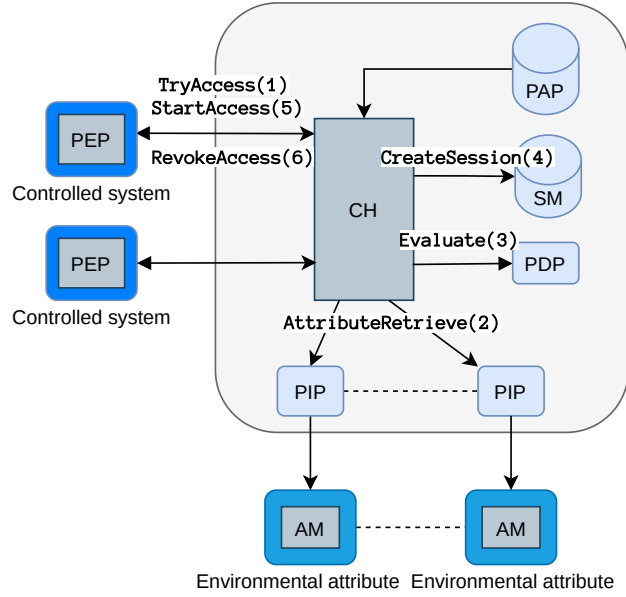 PAP
TryAccess(1)
StartAccess(5)
PEP
RevokeAccess(6)
CreateSession(4)
Controlled system
SM
CH
Evaluate(3)
PEP
PDP
Controlled system
AttributeRetrieve(2)
PIP
PIP
AM
AM
Environmental attribute
Environmental attribute